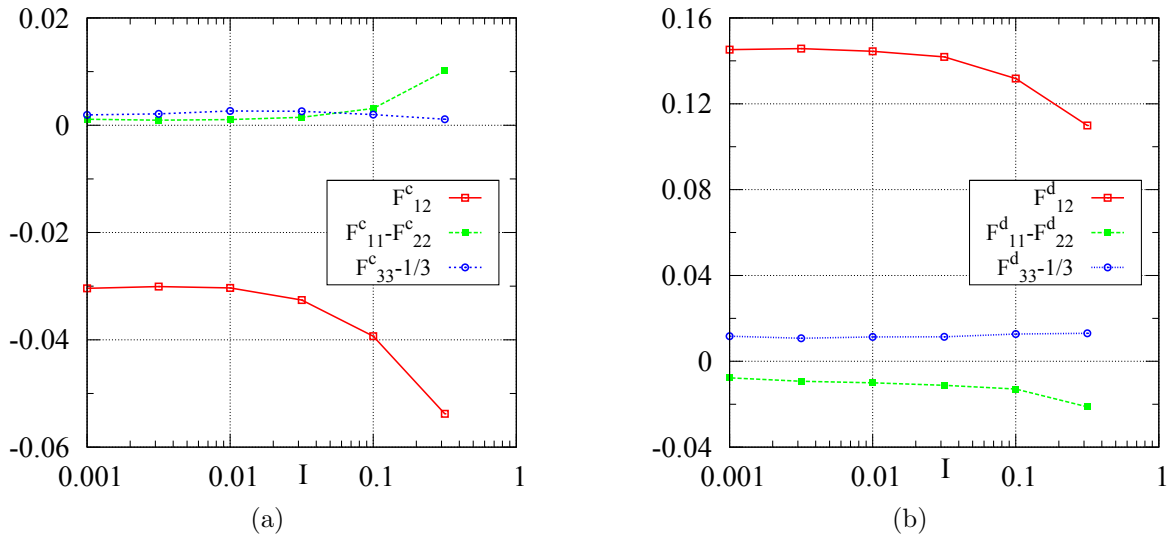 0.02
0
-0.02
-0.04
-0.06
0.001
0.01
I
0.1
1
F^c_12
F^c_11-F^c_22
F^c_33-1/3
(a)
0.16
0.12
0.08
0.04
0
-0.04
0.001
0.01
I
0.1
1
F^d_12
F^d_11-F^d_22
F^d_33-1/3
(b)